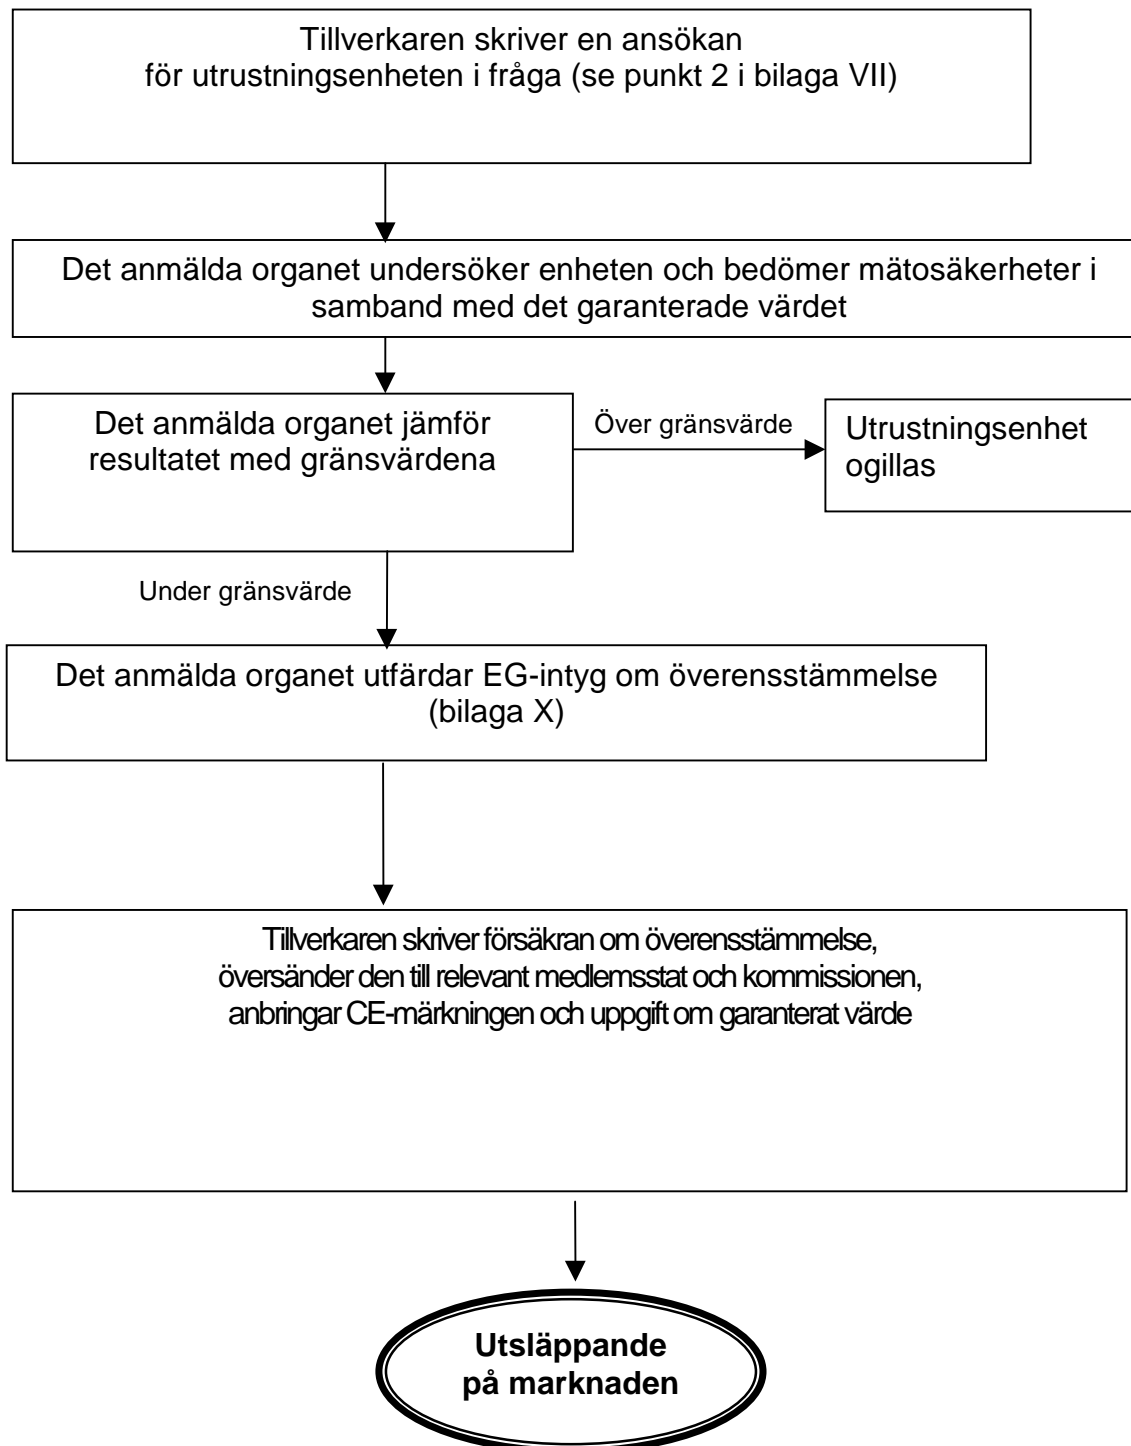 Tillverkaren skriver en ansökan
för utrustningsenheten i fråga (se punkt 2 i bilaga VII)
Det anmälda organet undersöker enheten och bedömer mätosäkerheter i
samband med det garanterade värdet
Det anmälda organet jämför
resultatet med gränsvärdena
Över gränsvärde
Utrustningsenhet
ogillas
Under gränsvärde
Det anmälda organet utfärdar EG-intyg om överensstämmelse
(bilaga X)
Tillverkaren skriver försäkran om överensstämmelse,
översänder den till relevant medlemsstat och kommissionen,
anbringar CE-märkningen och uppgift om garanterat värde
Utsläppande
på marknaden